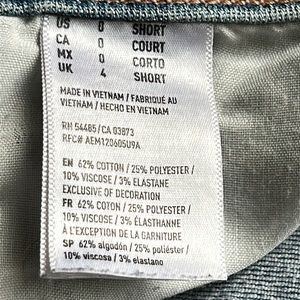 US 0 SHORT
CA 0 COURT
MX 0 CORTO
UK 4 SHORT
MADE IN VIETNAM / FABRIQUÉ AU
VIETNAM / HECHO EN VIETNAM
RN 54485/CA 03873
RFC# AEM120605U9A
EN 62% COTTON / 25% POLYESTER /
10% VISCOSE / 3% ELASTANE
EXCLUSIVE OF DECORATION
FR 62% COTON / 25% POLYESTER /
10% VISCOSE / 3% ÉLASTHANNE
À L'EXCEPTION DE LA GARNITURE
SP 62% algodón / 25% poliéster /
10% viscosa / 3% elastano